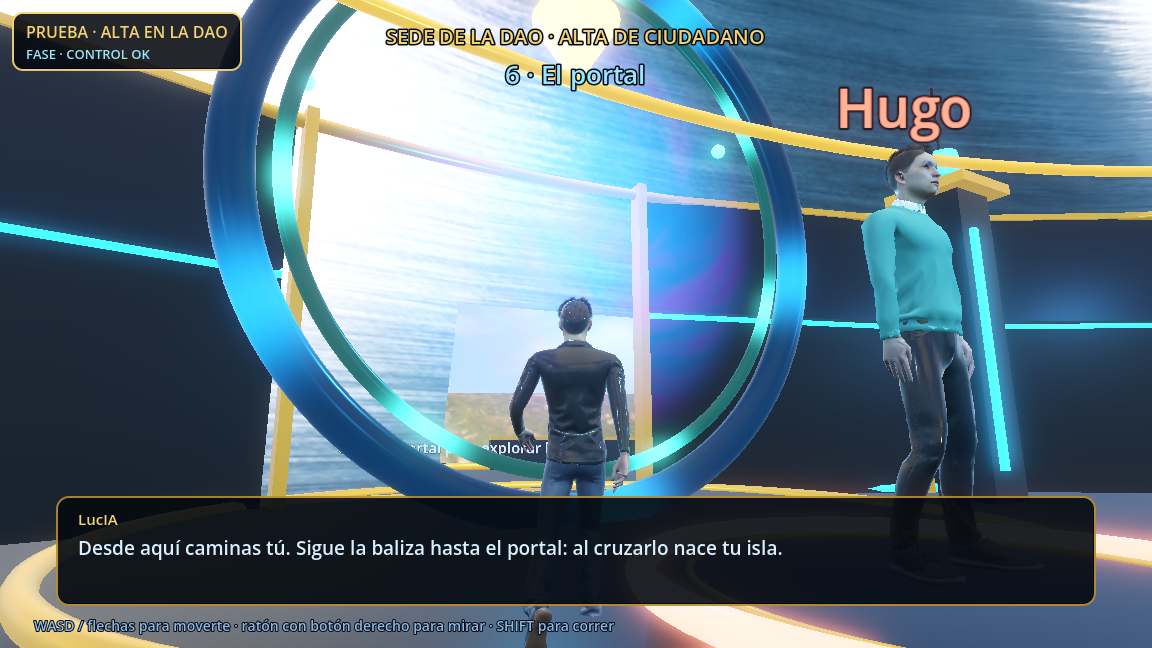 PRUEBA · ALTA EN LA DAO
FASE · CONTROL OK
SEDE DE LA DAO · ALTA DE CIUDADANO
6 · El portal
Hugo
explorar
LucIA
Desde aquí caminas tú. Sigue la baliza hasta el portal: al cruzarlo nace tu isla.
WASD / flechas para moverte · ratón con botón derecho para mirar · SHIFT para correr